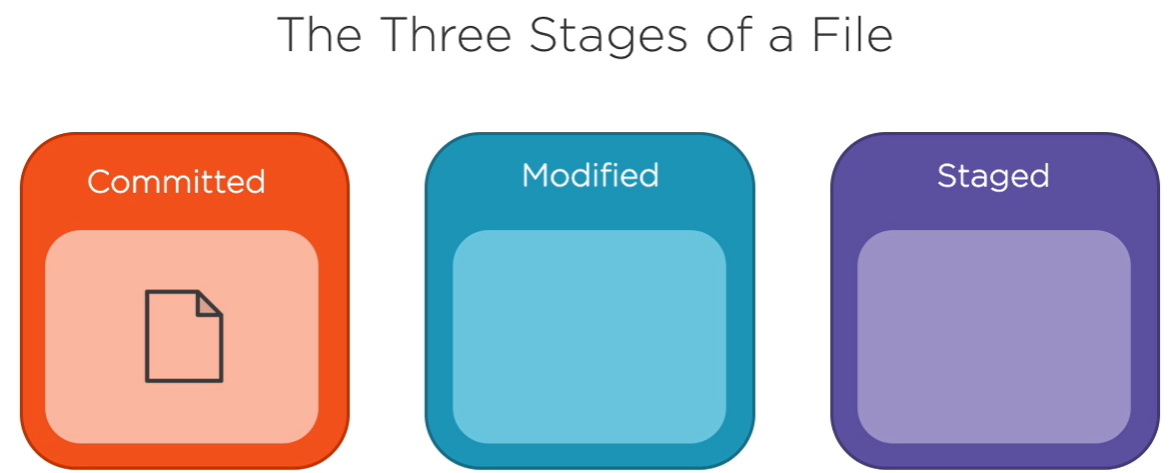 The Three Stages of a File
Committed
Modified
Staged